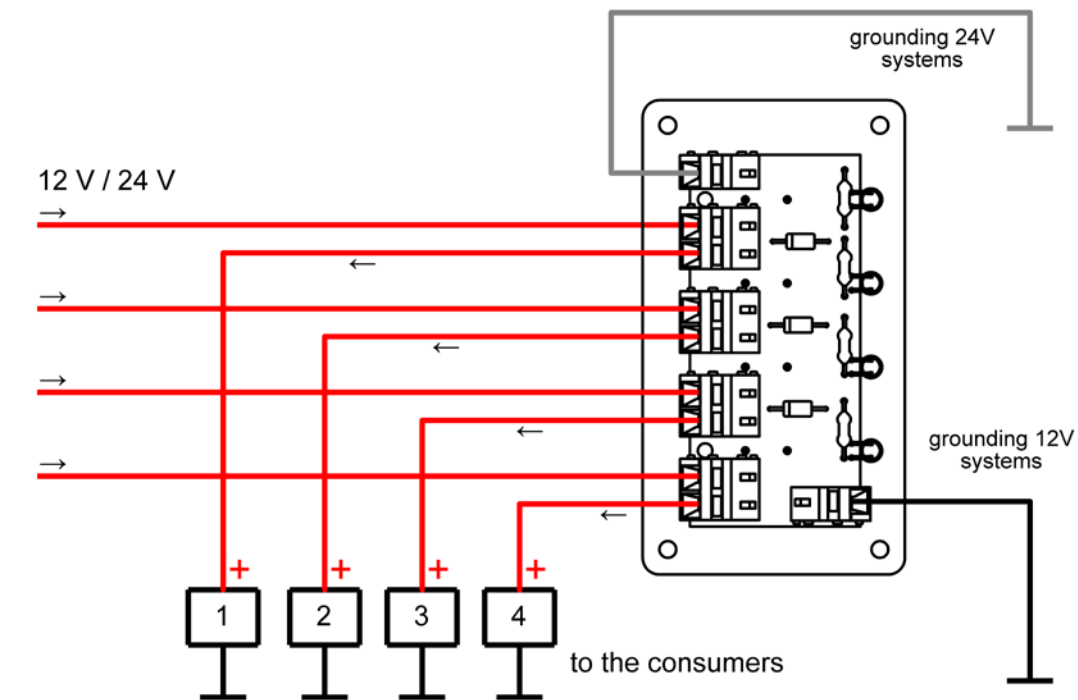 grounding 24V
systems
12 V / 24 V
→
←
→
←
→
←
grounding 12V
systems
→
←
+ + + +
1 2 3 4
to the consumers